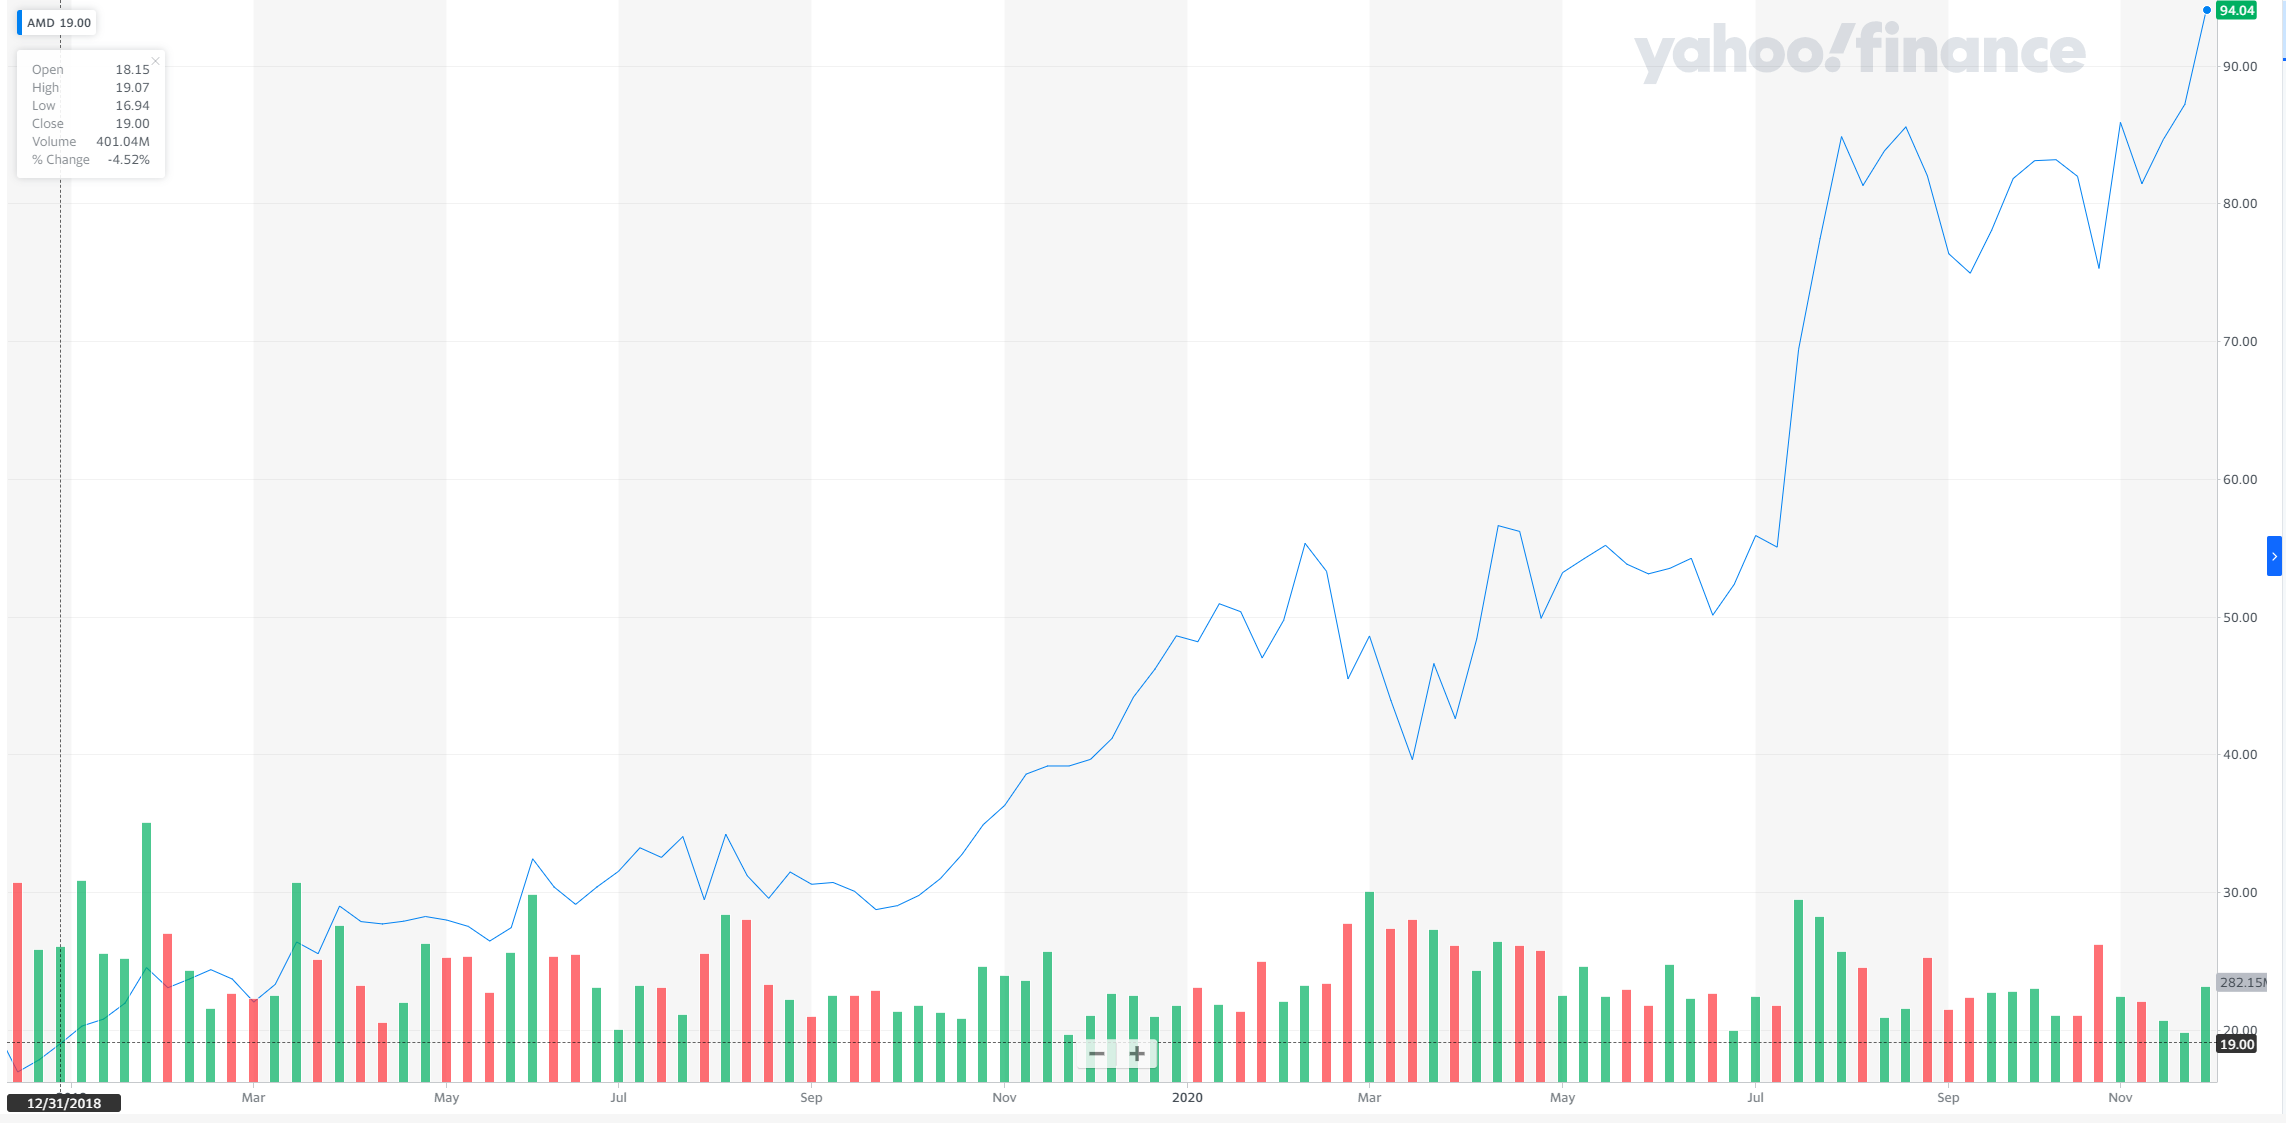 AMD 19.00
94.04
yahoo!finance
Open 18.15
High 19.07
Low 16.94
Close 19.00
Volume 401.04M
% Change -4.52%
90.00
80.00
70.00
60.00
50.00
40.00
30.00
282.15M
20.00
19.00
12/31/2018
Mar
May
Jul
Sep
Nov
2020
Mar
May
Jul
Sep
Nov